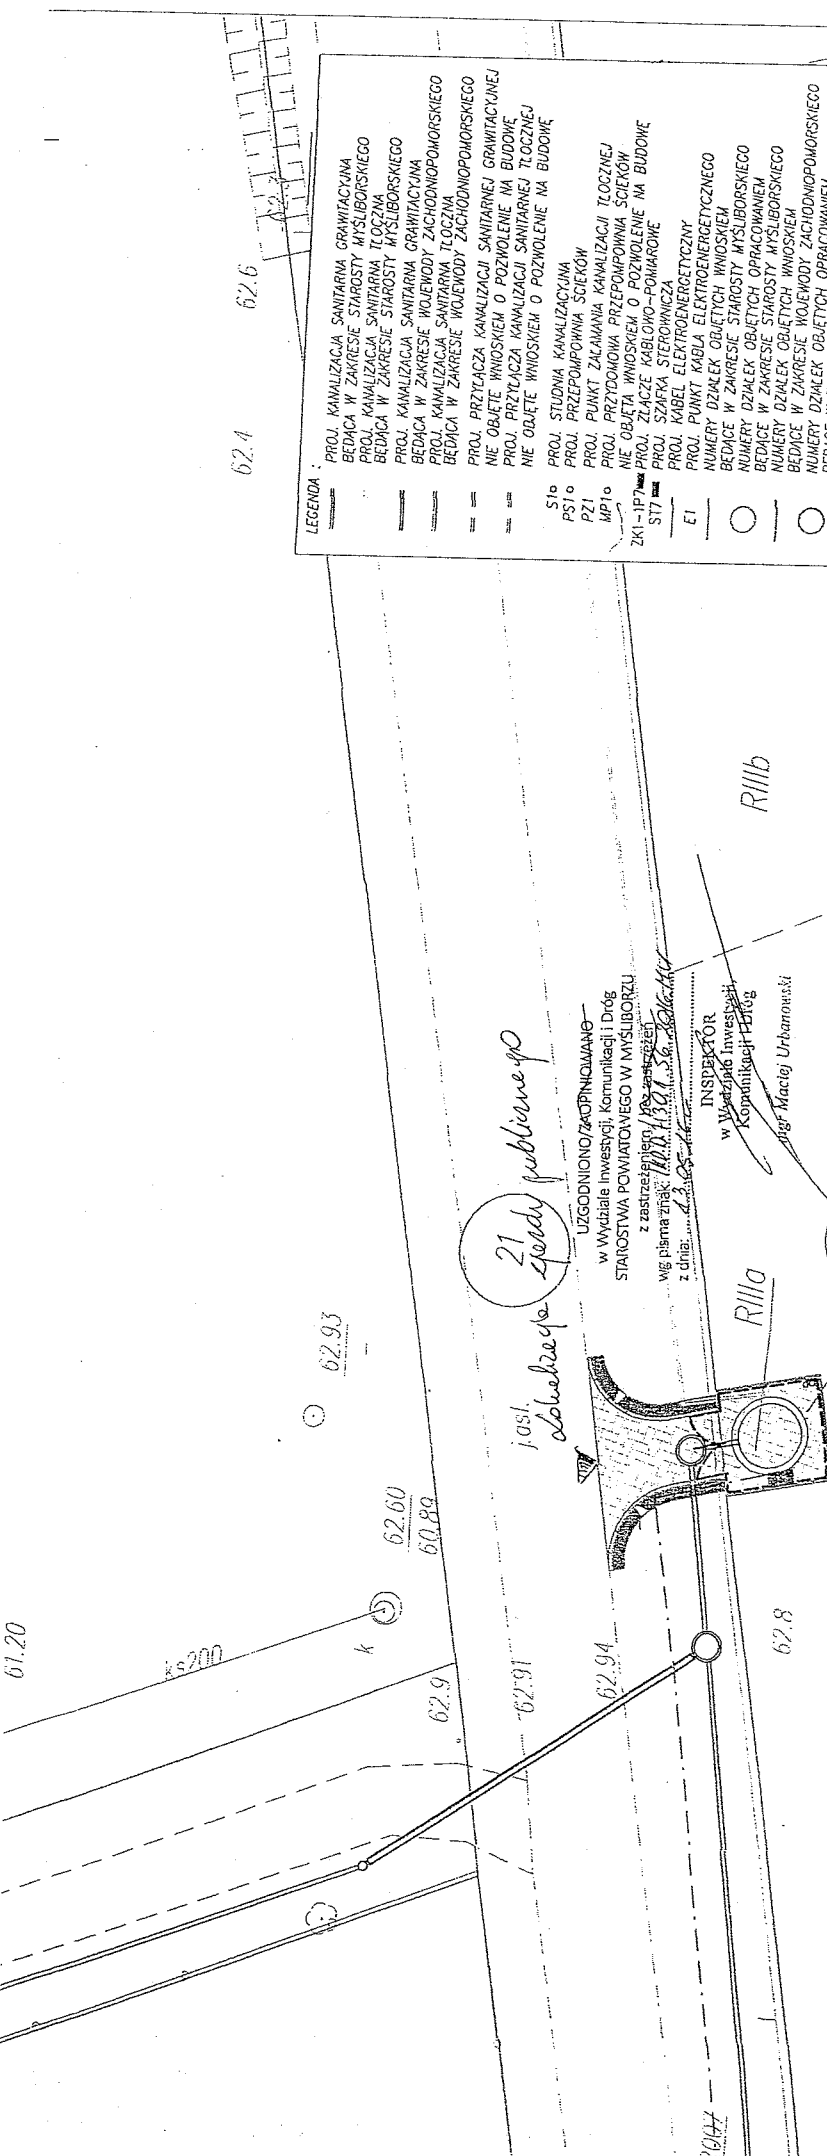 LEGENDA :
PROJ. KANALIZACJA SANITARNA GRAWITACYJNA
BĘDĄCA W ZAKRESIE STAROSTY MYŚLIBORSKIEGO
PROJ. KANALIZACJA SANITARNA TŁOCZNA
BĘDĄCA W ZAKRESIE STAROSTY MYŚLIBORSKIEGO
PROJ. KANALIZACJA SANITARNA GRAWITACYJNA
BĘDĄCA W ZAKRESIE WOJEWODY ZACHODNIOPOMORSKIEGO
PROJ. KANALIZACJA SANITARNA TŁOCZNA
BĘDĄCA W ZAKRESIE WOJEWODY ZACHODNIOPOMORSKIEGO
PROJ. PRZYŁĄCZA KANALIZACJI SANITARNEJ GRAWITACYJNEJ
NIE OBJĘTE WNIOSKIEM O POZWOLENIE NA BUDOWĘ
PROJ. PRZYŁĄCZA KANALIZACJI SANITARNEJ TŁOCZNEJ
NIE OBJĘTE WNIOSKIEM O POZWOLENIE NA BUDOWĘ
S1 PROJ. STUDNIA KANALIZACYJNA
PS1 PROJ. PRZEPOMPOWNIA ŚCIEKÓW
PZ1 PROJ. PUNKT ZAŁAMANIA KANALIZACJI TŁOCZNEJ
MP1 PROJ. PRZYDOMOWA PRZEPOMPOWNIA ŚCIEKÓW
NIE OBJĘTA WNIOSKIEM O POZWOLENIE NA BUDOWĘ
ZK1-1P7 PROJ. ZŁĄCZE KABLOWO-POMIAROWE
ST7 PROJ. SZAFKA STEROWNICZA
PROJ. KABEL ELEKTROENERGETYCZNY
E1 PROJ. PUNKT KABLA ELEKTROENERGETYCZNEGO
NUMERY DZIAŁEK OBJĘTYCH WNIOSKIEM
BĘDĄCE W ZAKRESIE STAROSTY MYŚLIBORSKIEGO
NUMERY DZIAŁEK OBJĘTYCH OPRACOWANIEM
BĘDĄCE W ZAKRESIE STAROSTY MYŚLIBORSKIEGO
NUMERY DZIAŁEK OBJĘTYCH WNIOSKIEM
BĘDĄCE W ZAKRESIE WOJEWODY ZACHODNIOPOMORSKIEGO
NUMERY DZIAŁEK OBJĘTYCH OPRACOWANIEM
62.6
62.4
RIIIb
UZGODNIONO/ZAOPINIOWANO
w Wydziale Inwestycji, Komunikacji i Dróg
STAROSTWA POWIATOWEGO W MYŚLIBORZU
z zastrzeżeniem / bez zastrzeżeń
wg pisma znak:
z dnia:
INSPEKTOR
w Wydziale Inwestycji,
Komunikacji i Dróg
mgr Maciej Urbanowski
21
publicznego
j.asf.
RIIIa
62.93
62.60
60.89
61.20
ks200
k
62.9
62.91
62.94
62.8